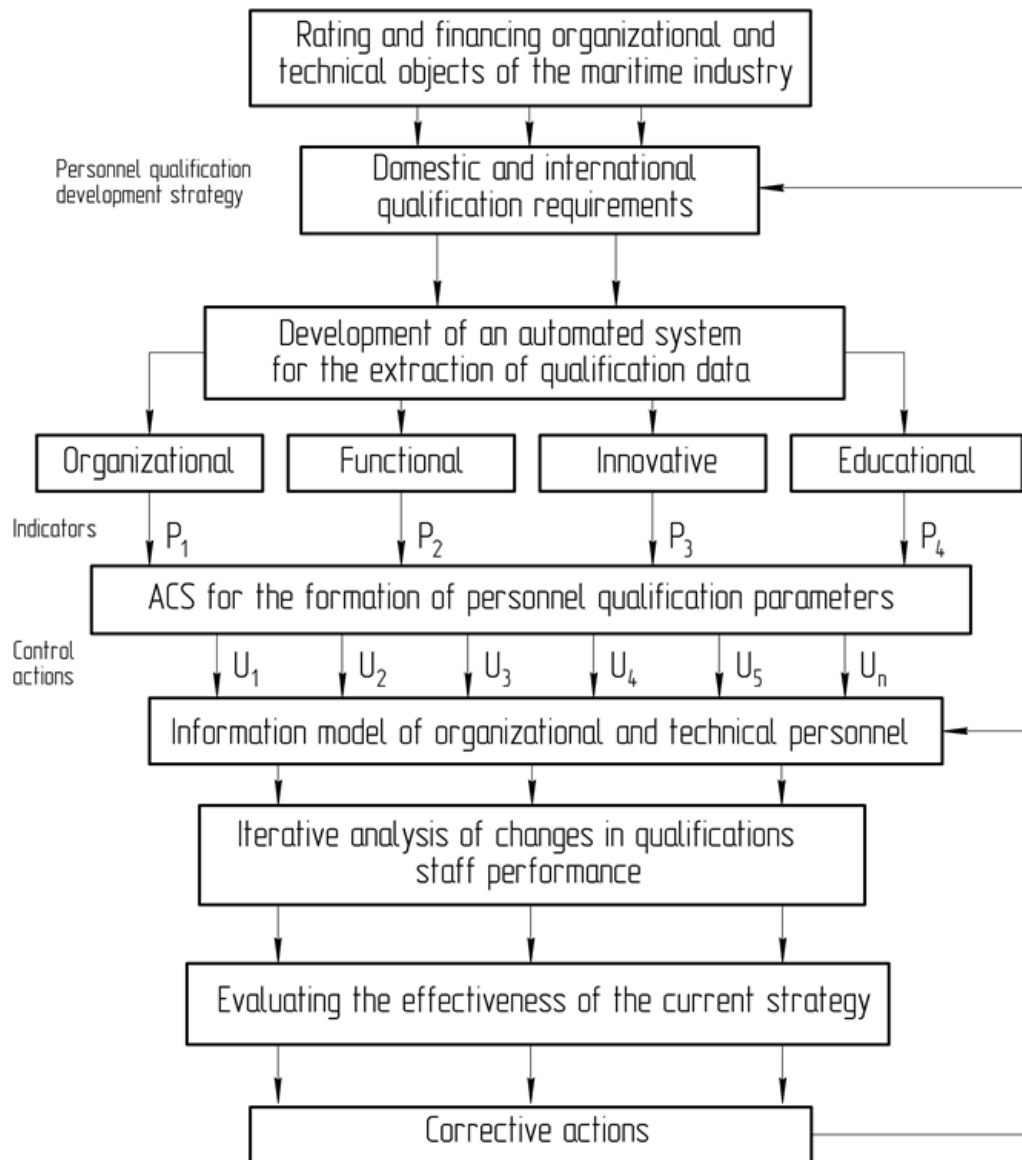 Rating and financing organizational and
technical objects of the maritime industry
Personnel qualification
development strategy
Domestic and international
qualification requirements
Development of an automated system
for the extraction of qualification data
Organizational
Functional
Innovative
Educational
Indicators
P1
P2
P3
P4
ACS for the formation of personnel qualification parameters
Control
actions
U1
U2
U3
U4
U5
Un
Information model of organizational and technical personnel
Iterative analysis of changes in qualifications
staff performance
Evaluating the effectiveness of the current strategy
Corrective actions